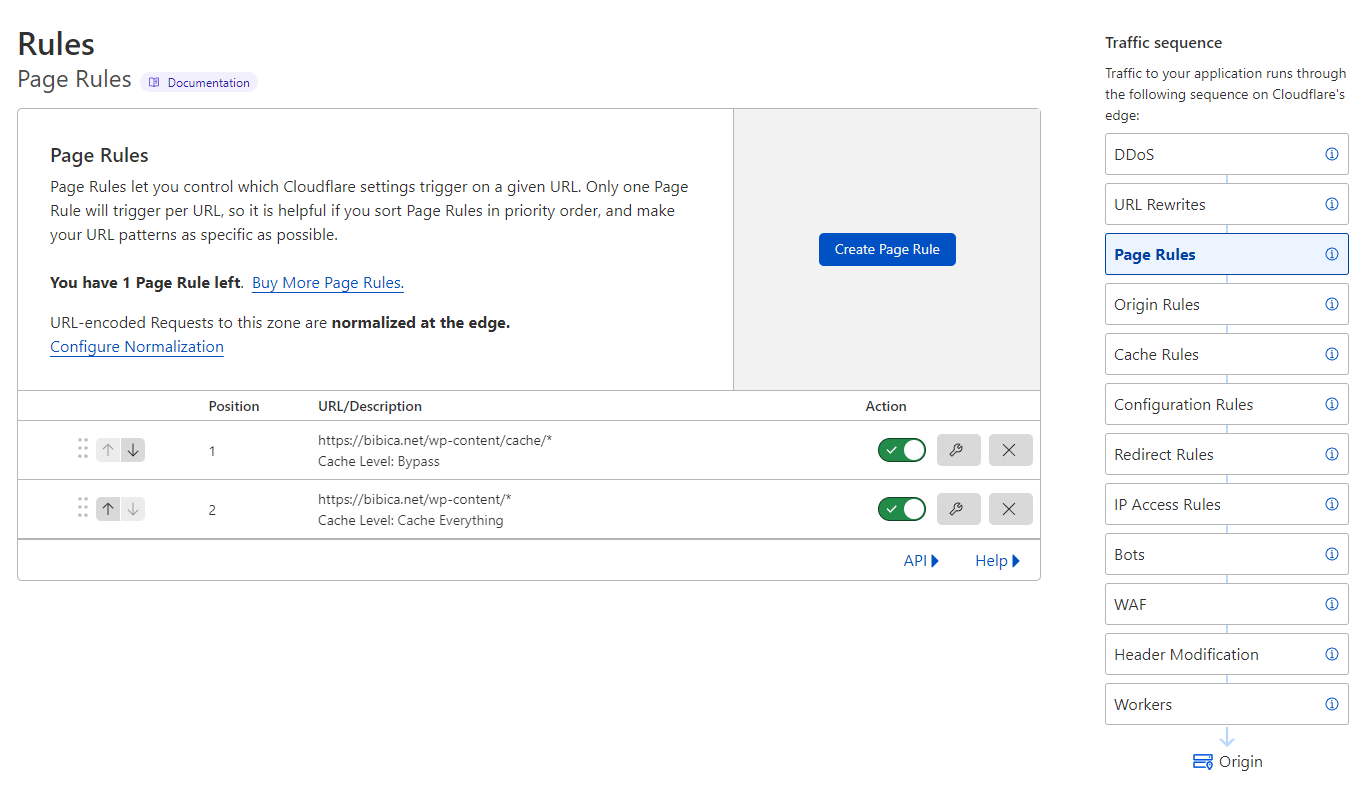 Rules
Page Rules Documentation
Page Rules
Page Rules let you control which Cloudflare settings trigger on a given URL. Only one Page
Rule will trigger per URL, so it is helpful if you sort Page Rules in priority order, and make
your URL patterns as specific as possible.
You have 1 Page Rule left. Buy More Page Rules.
URL-encoded Requests to this zone are normalized at the edge.
Configure Normalization
Create Page Rule
Position URL/Description Action
1 https://bibica.net/wp-content/cache/*
Cache Level: Bypass
2 https://bibica.net/wp-content/*
Cache Level: Cache Everything
API Help
Traffic sequence
Traffic to your application runs through
the following sequence on Cloudflare's
edge:
DDoS
URL Rewrites
Page Rules
Origin Rules
Cache Rules
Configuration Rules
Redirect Rules
IP Access Rules
Bots
WAF
Header Modification
Workers
Origin